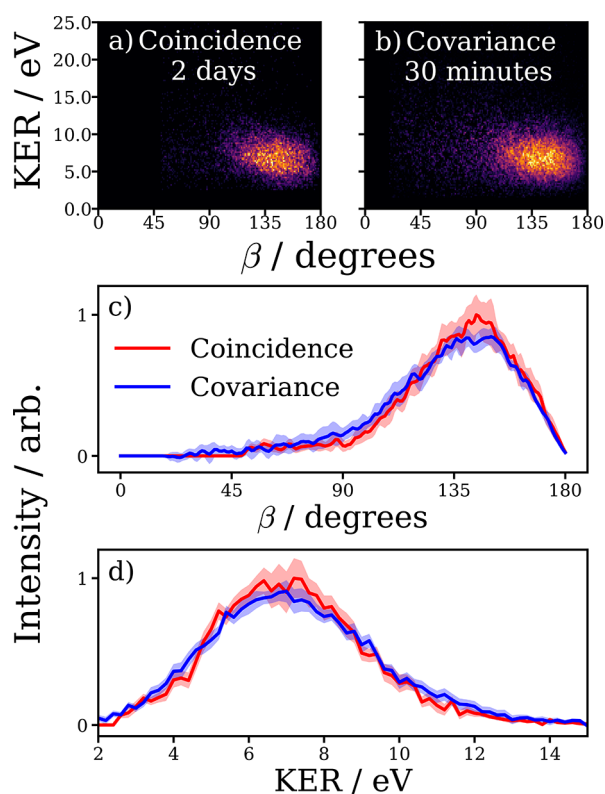 a) Coincidence
2 days
b) Covariance
30 minutes
KER / eV
25.0
20.0
15.0
10.0
5.0
0.0
0 45 90 135 180
0 45 90 135 180
β / degrees
c)
Coincidence
Covariance
1
0
0 45 90 135 180
β / degrees
Intensity / arb.
d)
1
0
2 4 6 8 10 12 14
KER / eV